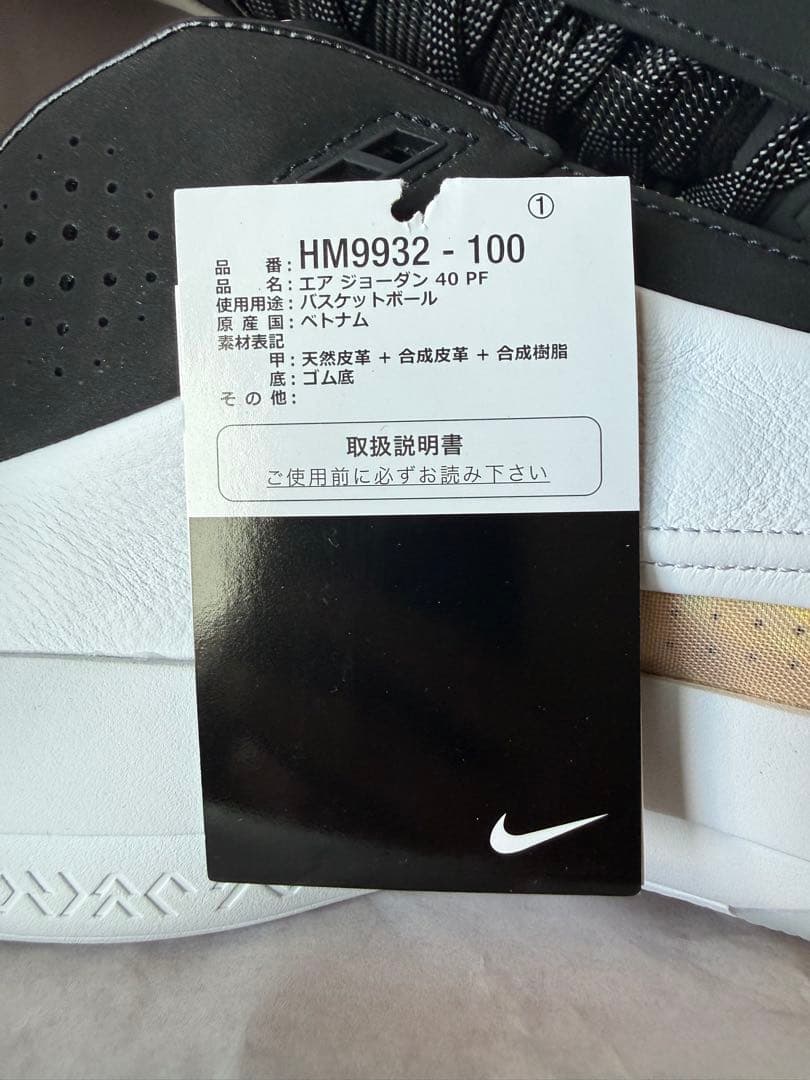 ①
品番：HM9932 - 100
品名：エア ジョーダン 40 PF
使用用途：バスケットボール
原産国：ベトナム
素材表記
甲：天然皮革 + 合成皮革 + 合成樹脂
底：ゴム底
その他：
取扱説明書
ご使用前に必ずお読み下さい